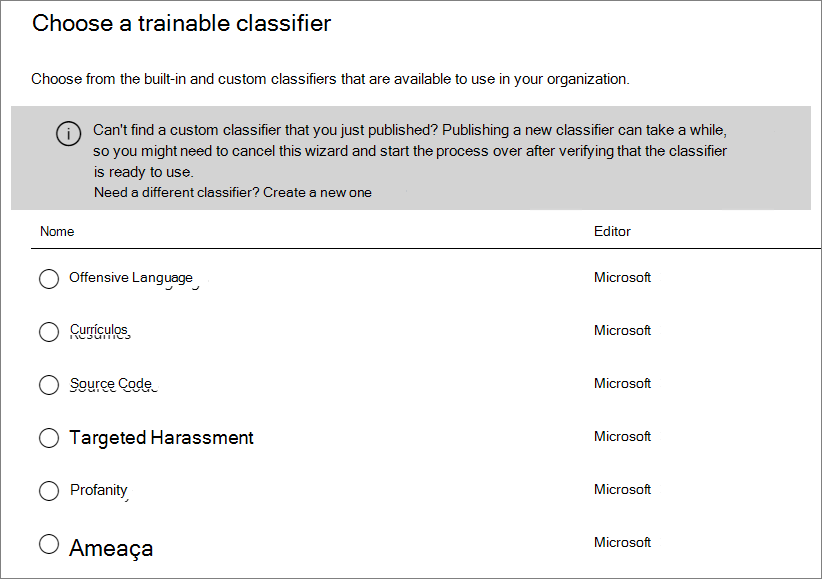 Choose a trainable classifier
Choose from the built-in and custom classifiers that are available to use in your organization.
Can't find a custom classifier that you just published? Publishing a new classifier can take a while,
so you might need to cancel this wizard and start the process over after verifying that the classifier
is ready to use.
Need a different classifier? Create a new one
Nome Editor
Offensive Language Microsoft
Currículos Microsoft
Source Code Microsoft
Targeted Harassment Microsoft
Profanity Microsoft
Ameaça Microsoft